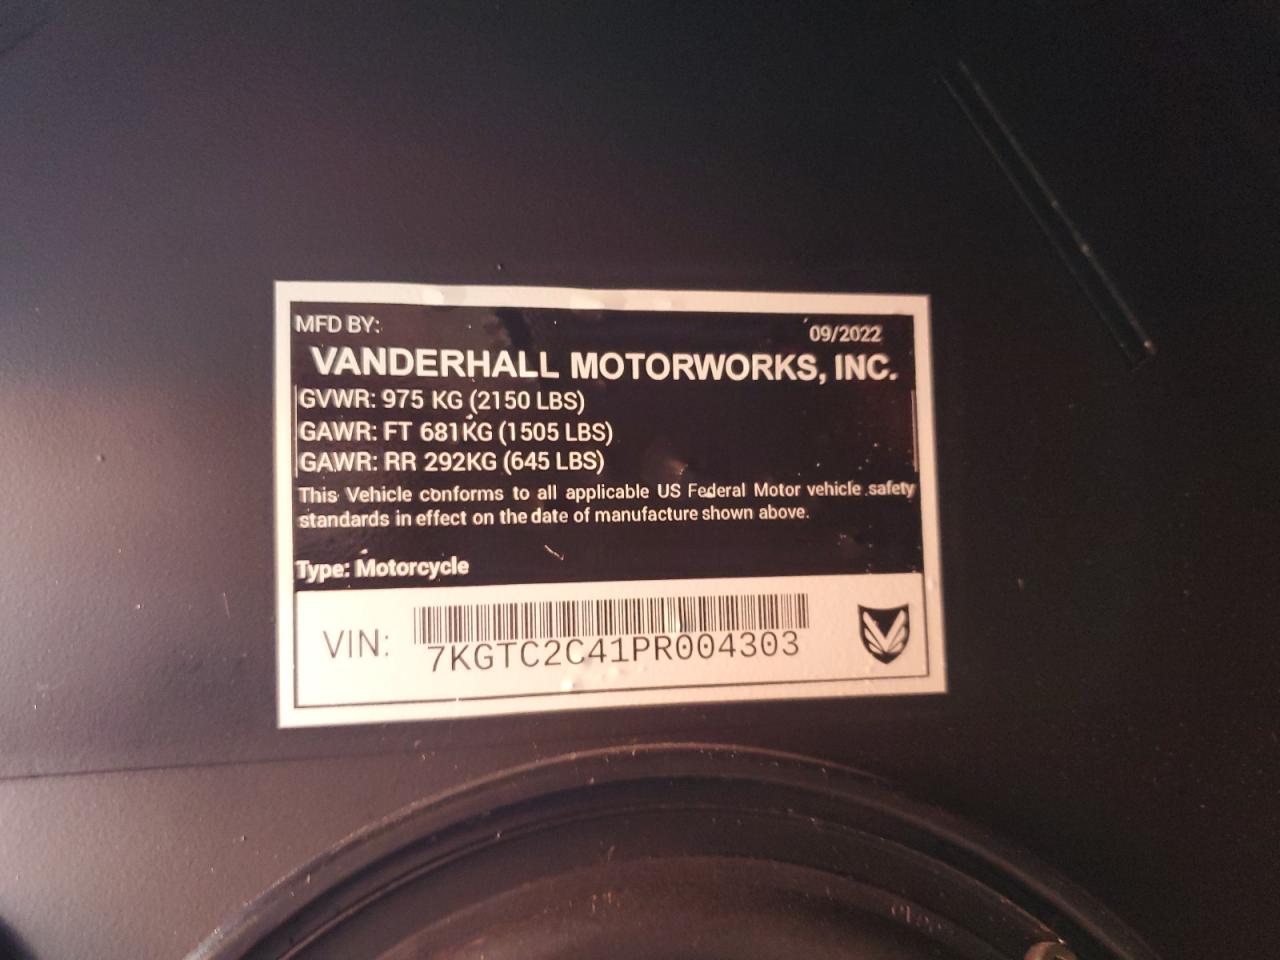 MFD BY:
09/2022
VANDERHALL MOTORWORKS, INC.
GVWR: 975 KG (2150 LBS)
GAWR: FT 681KG (1505 LBS)
GAWR: RR 292KG (645 LBS)
This Vehicle conforms to all applicable US Federal Motor vehicle safety
standards in effect on the date of manufacture shown above.
Type: Motorcycle
VIN:
7KGTC2C41PR004303